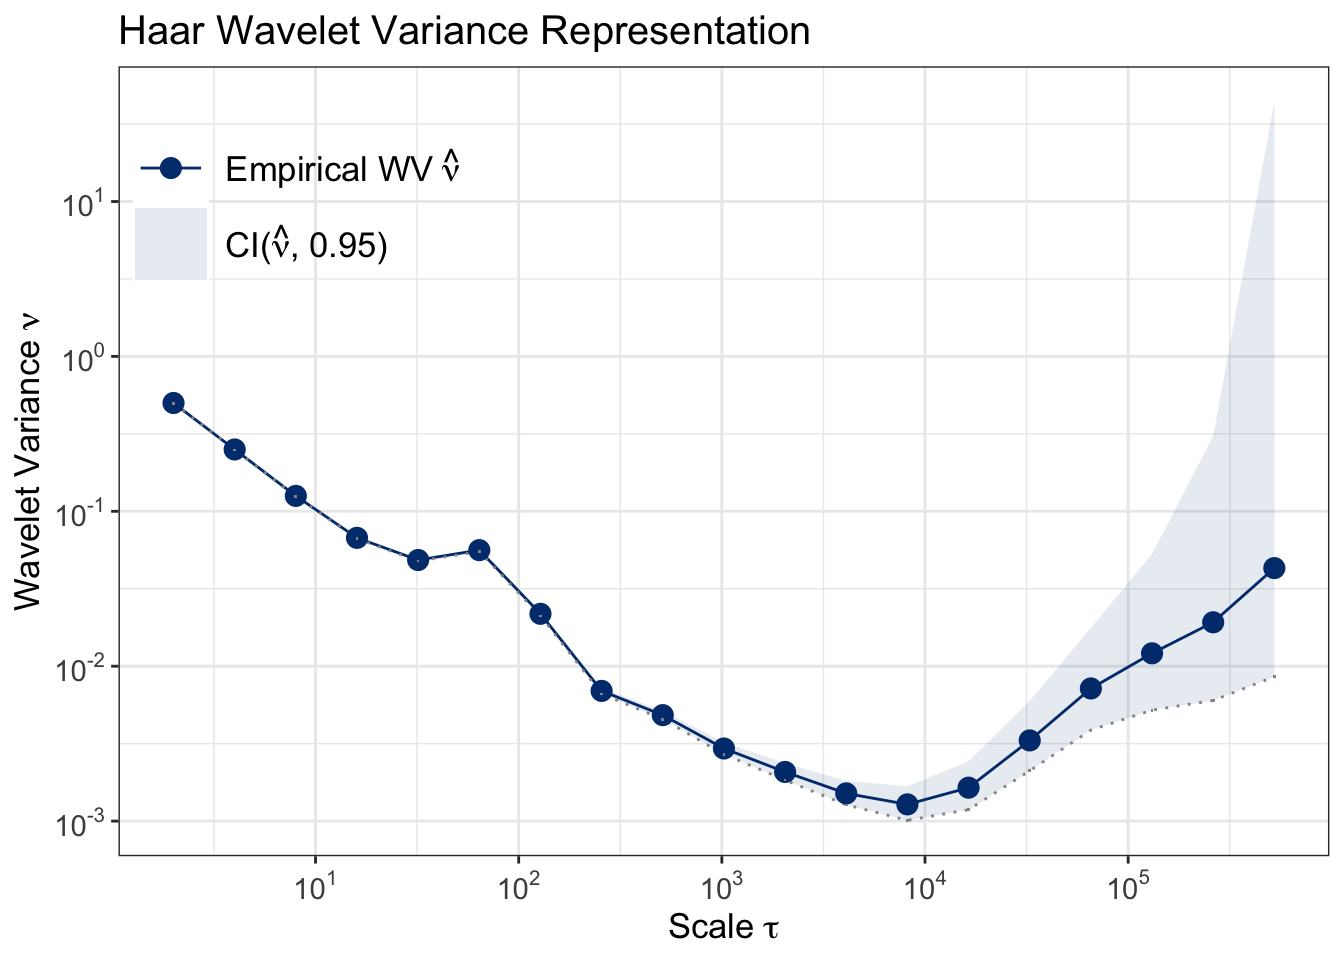 Haar Wavelet Variance Representation
Empirical WV ν̂
CI(ν̂, 0.95)
Wavelet Variance ν
10¹
10⁰
10⁻¹
10⁻²
10⁻³
10¹ 10² 10³ 10⁴ 10⁵
Scale τ